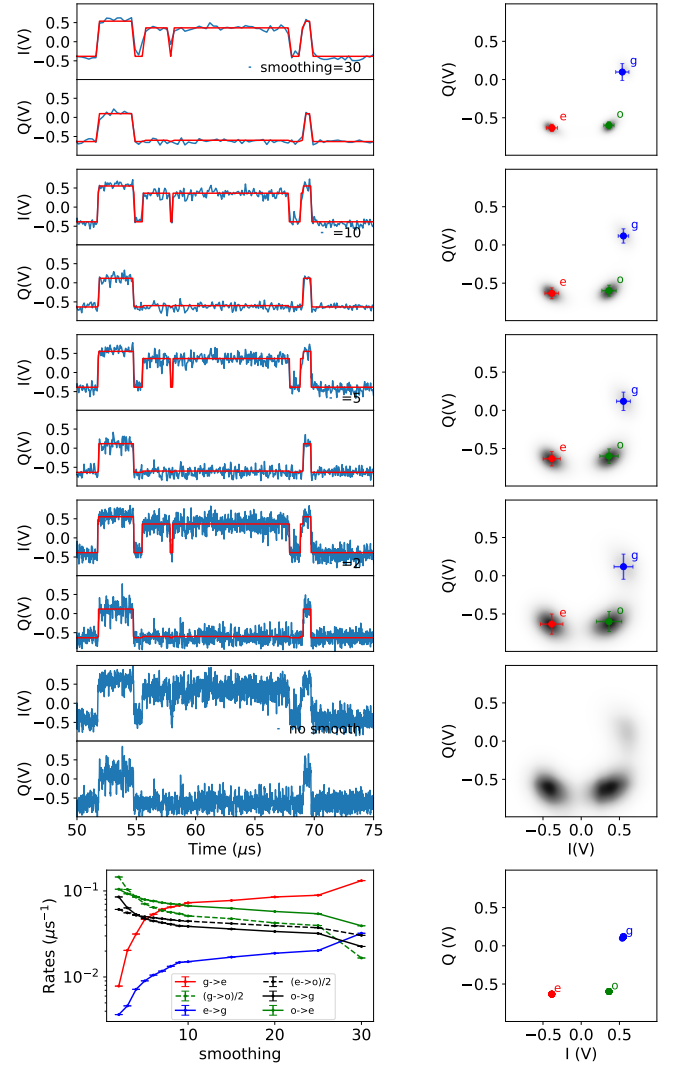 I(V)
0.5
0.0
−0.5
smoothing=30
Q(V)
0.5
0.0
−0.5
0.5
0.0
−0.5
Q(V)
g
e
o
I(V)
0.5
0.0
−0.5
=10
Q(V)
0.5
0.0
−0.5
0.5
0.0
−0.5
Q(V)
g
e
o
I(V)
0.5
0.0
−0.5
=5
Q(V)
0.5
0.0
−0.5
0.5
0.0
−0.5
Q(V)
g
e
o
I(V)
0.5
0.0
−0.5
=2
Q(V)
0.5
0.0
−0.5
0.5
0.0
−0.5
Q(V)
g
e
o
I(V)
0.5
0.0
−0.5
no smooth
Q(V)
0.5
0.0
−0.5
50 55 60 65 70 75
Time (μs)
0.5
0.0
−0.5
Q(V)
−0.5 0.0 0.5
I(V)
Rates (μs⁻¹)
10⁻¹
10⁻²
g->e
(g->o)/2
e->g
(e->o)/2
o->g
o->e
10 20 30
smoothing
Q (V)
0.5
0.0
−0.5
g
e
o
−0.5 0.0 0.5
I (V)